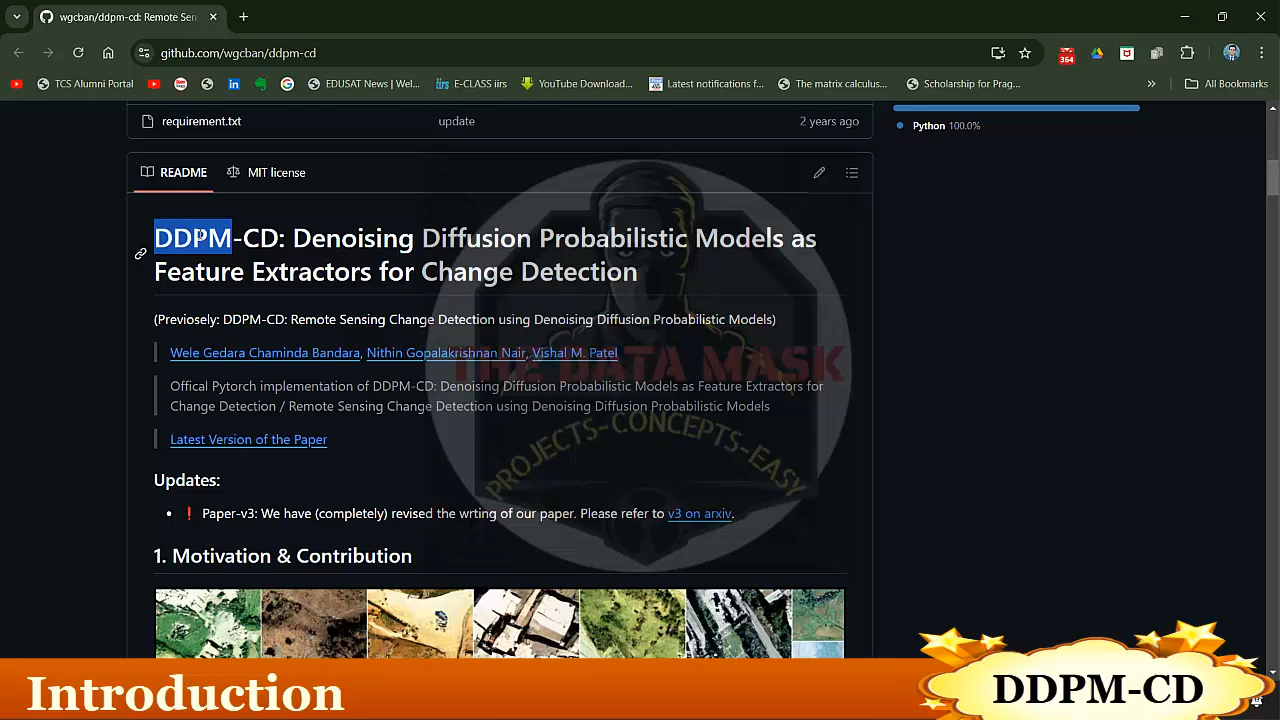 wgcban/ddpm-cd: Remote Sen
github.com/wgcban/ddpm-cd
364
TCS Alumni Portal
EDUSAT News | Wel...
iirs
E-CLASS iirs
YouTube Download...
Latest notifications f...
The matrix calculus...
Scholarship for Prag...
»
All Bookmarks
requirement.txt
update
2 years ago
Python 100.0%
README
MIT license
DDPM-CD: Denoising Diffusion Probabilistic Models as
Feature Extractors for Change Detection
(Previosely: DDPM-CD: Remote Sensing Change Detection using Denoising Diffusion Probabilistic Models)
Wele Gedara Chaminda Bandara, Nithin Gopalakrishnan Nair, Vishal M. Patel
Offical Pytorch implementation of DDPM-CD: Denoising Diffusion Probabilistic Models as Feature Extractors for
Change Detection / Remote Sensing Change Detection using Denoising Diffusion Probabilistic Models
Latest Version of the Paper
THE DATA MASK
PROJECTS-CONCEPTS-EASY
Updates:
• ❗ Paper-v3: We have (completely) revised the wrting of our paper. Please refer to v3 on arxiv.
1. Motivation & Contribution
Introduction
DDPM-CD